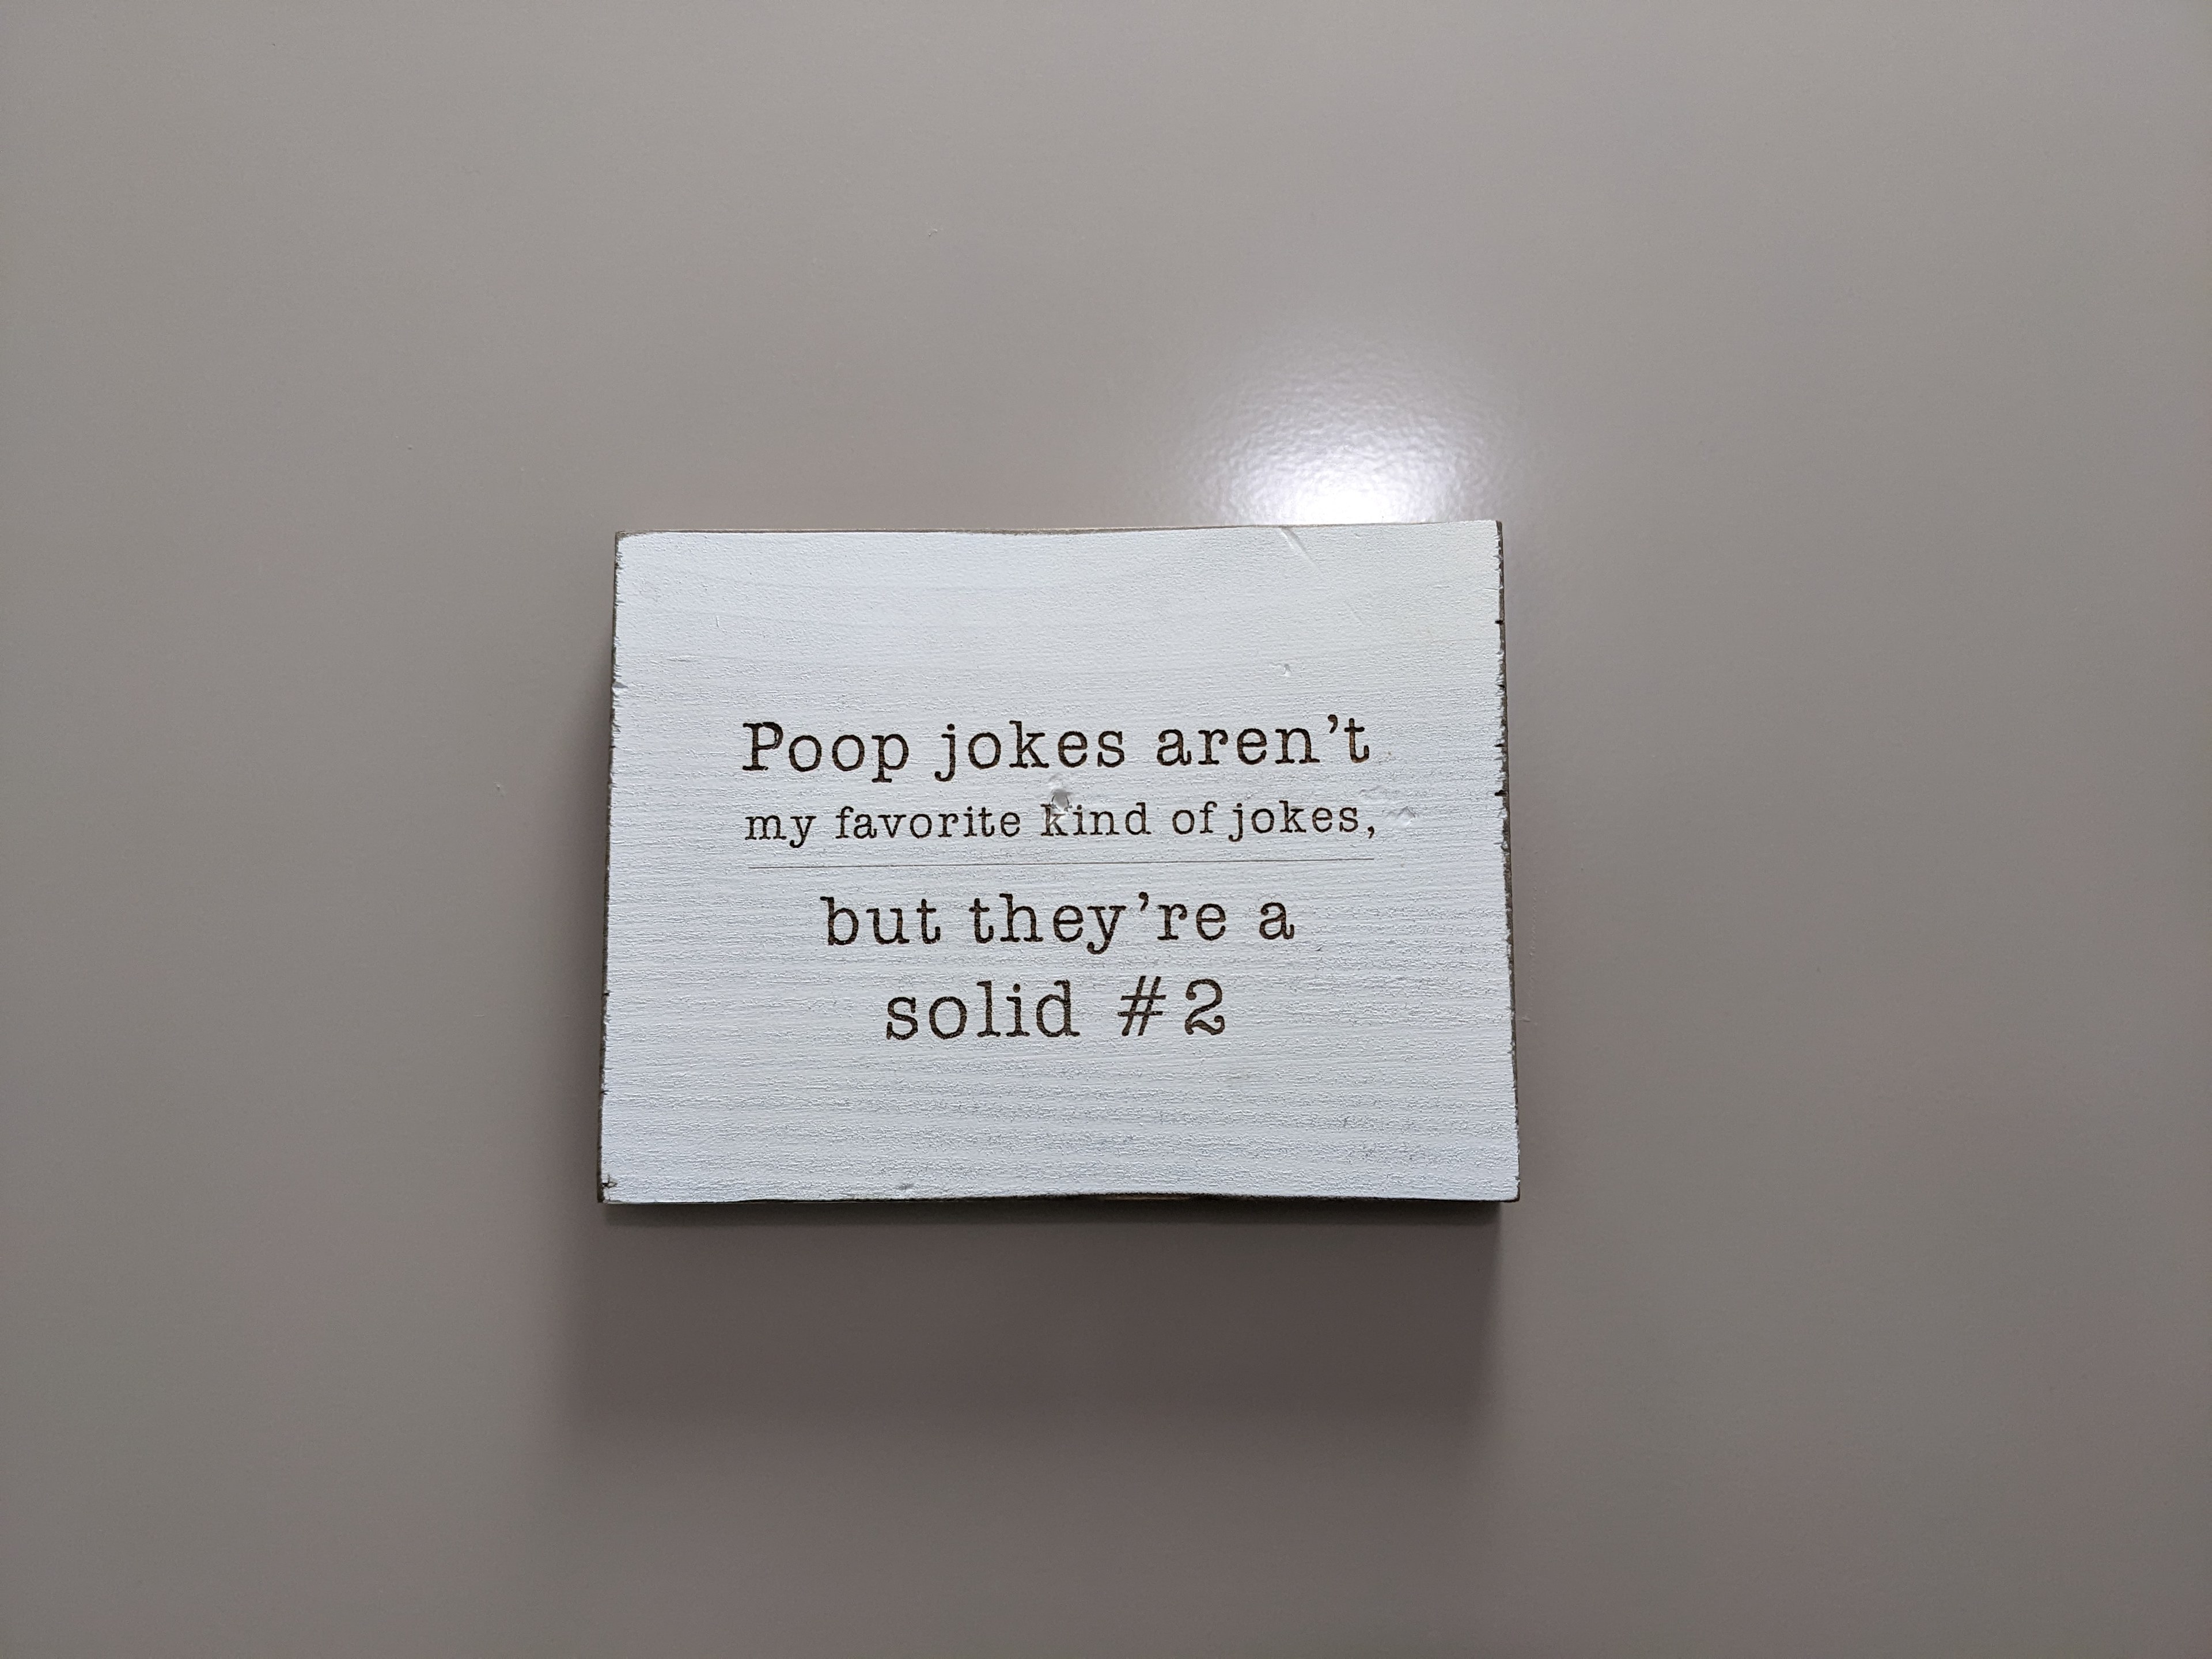 Poop jokes aren’t
my favorite kind of jokes,
but they’re a
solid #2